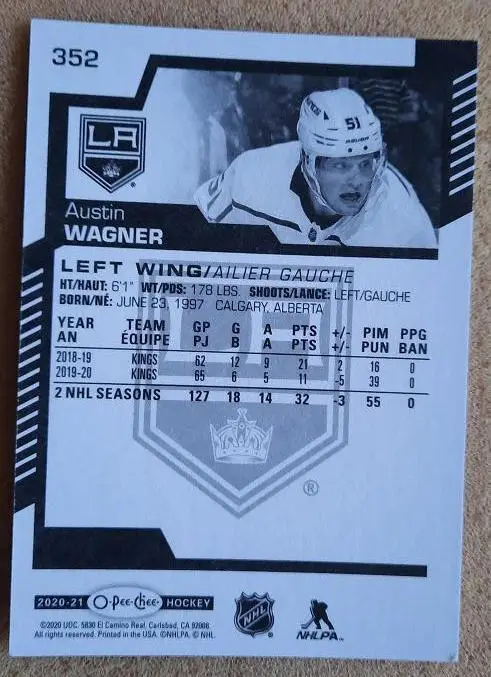 352
51
LA
®
Austin
WAGNER
LEFT WING/AILIER GAUCHE
HT/HAUT: 6'1" WT/PDS: 178 LBS. SHOOTS/LANCE: LEFT/GAUCHE
BORN/NÉ: JUNE 23, 1997 CALGARY, ALBERTA
YEAR TEAM GP G A PTS +/- PIM PPG
AN ÉQUIPE PJ B A PTS +/- PUN BAN
2018-19 KINGS 62 12 9 21 2 16 0
2019-20 KINGS 65 6 5 11 -5 39 0
2 NHL SEASONS 127 18 14 32 -3 55 0
LA
®
2020-21 O-Pee-Chee HOCKEY
©2020 UDC. 5830 El Camino Real, Carlsbad, CA 92008.
All rights reserved. Printed in the USA. ©NHLPA. © NHL.
NHL
NHLPA